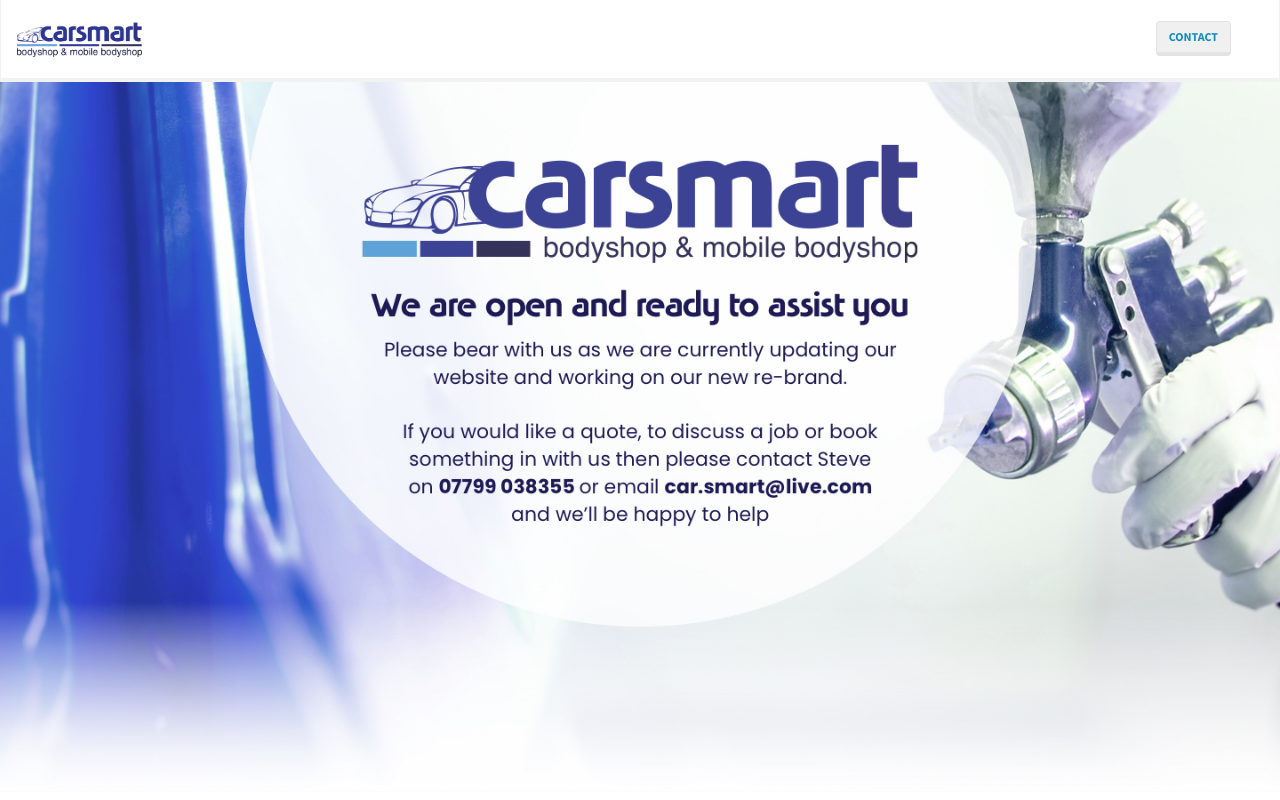 carsmart
bodyshop & mobile bodyshop
CONTACT
carsmart
bodyshop & mobile bodyshop
We are open and ready to assist you
Please bear with us as we are currently updating our
website and working on our new re-brand.
If you would like a quote, to discuss a job or book
something in with us then please contact Steve
on 07799 038355 or email car.smart@live.com
and we’ll be happy to help